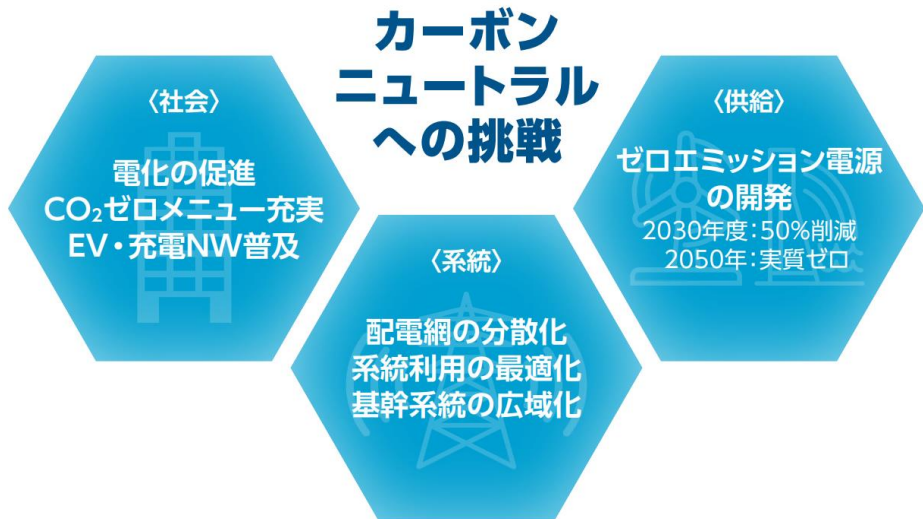 カーボン
ニュートラル
への挑戦
〈社会〉
電化の促進
CO₂ゼロメニュー充実
EV・充電NW普及
〈系統〉
配電網の分散化
系統利用の最適化
基幹系統の広域化
〈供給〉
ゼロエミッション電源
の開発
2030年度：50%削減
2050年：実質ゼロ